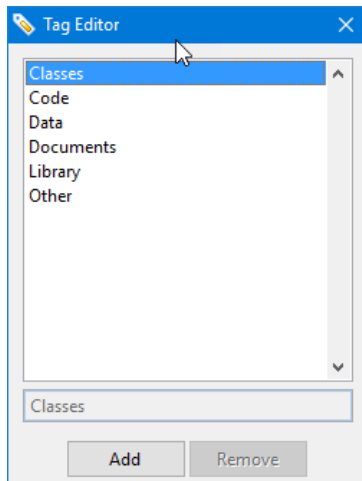 Tag Editor
Classes
Code
Data
Documents
Library
Other
Classes
Add Remove